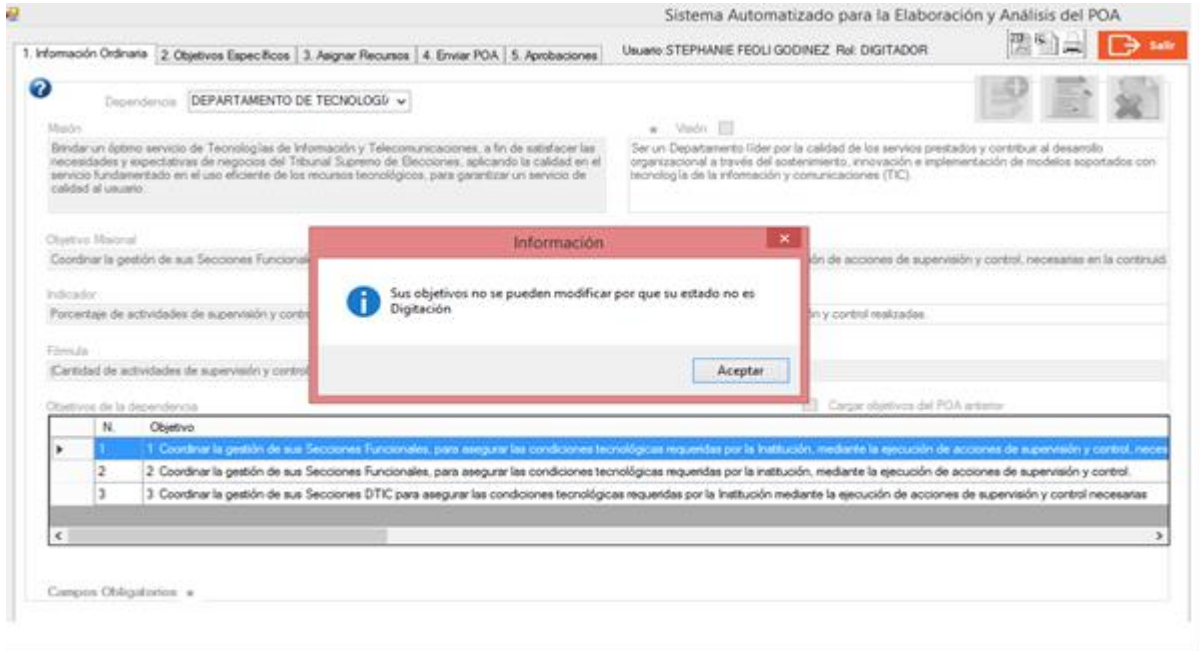 Sistema Automatizado para la Elaboración y Análisis del POA
1. Información Ordinaria 2. Objetivos Específicos 3. Asignar Recursos 4. Enviar POA 5. Aprobaciones
Usuario STEPHANIE FEOLI GODINEZ Rol: DIGITADOR
Salir
Dependencia DEPARTAMENTO DE TECNOLOGÍ
Misión
Brindar un óptimo servicio de Tecnologías de Información y Telecomunicaciones, a fin de satisfacer las
necesidades y expectativas de negocios del Tribunal Supremo de Elecciones, aplicando la calidad en el
servicio fundamentado en el uso eficiente de los recursos tecnológicos, para garantizar un servicio de
calidad al usuario.
* Visión
Ser un Departamento líder por la calidad de los servios prestados y contribuir al desarrollo
organizacional a través del sostenimiento, innovación e implementación de modelos soportados con
tecnología de la información y comunicaciones (TIC).
Objetivo Misional
Coordinar la gestión de sus Secciones Funcional
ón de acciones de supervisión y control, necesarias en la continuid
Indicador
Porcentaje de actividades de supervisión y contr
n y control realizadas.
Fórmula
(Cantidad de actividades de supervisión y control
Información
Sus objetivos no se pueden modificar por que su estado no es
Digitación
Aceptar
Objetivos de la dependencia
Cargar objetivos del POA anterior
N. Objetivo
1 1 Coordinar la gestión de sus Secciones Funcionales, para asegurar las condiciones tecnológicas requeridas por la Institución, mediante la ejecución de acciones de supervisión y control, neces
2 2 Coordinar la gestión de sus Secciones Funcionales, para asegurar las condiciones tecnológicas requeridas por la institución, mediante la ejecución de acciones de supervisión y control.
3 3 Coordinar la gestión de sus Secciones DTIC para asegurar las condiciones tecnológicas requeridas por la Institución mediante la ejecución de acciones de supervisión y control necesarias
Campos Obligatorios *